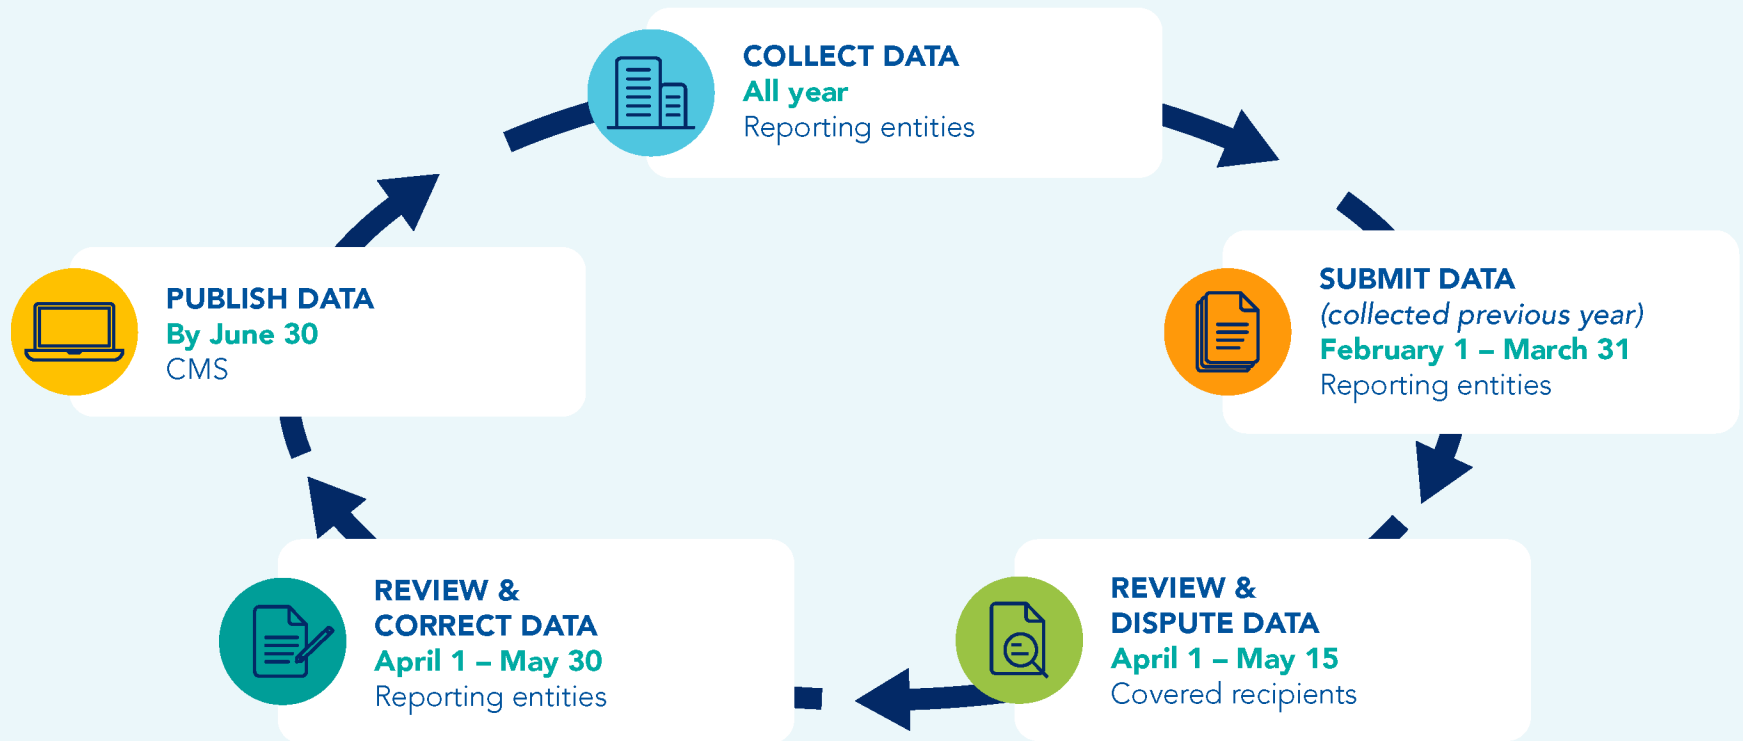 COLLECT DATA
All year
Reporting entities
SUBMIT DATA
(collected previous year)
February 1 – March 31
Reporting entities
REVIEW &
DISPUTE DATA
April 1 – May 15
Covered recipients
REVIEW &
CORRECT DATA
April 1 – May 30
Reporting entities
PUBLISH DATA
By June 30
CMS